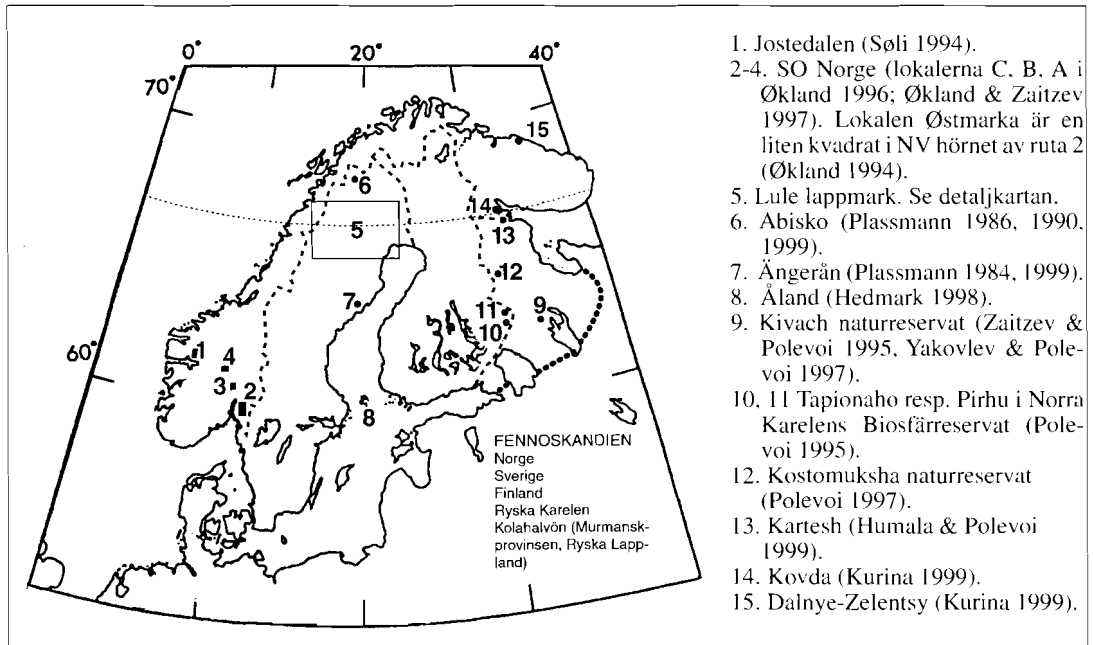 0°
20°
40°
70°
15
6
14
13
5
12
7
11
9
10
60°
1
4
3
2
8
FENNOSKANDIEN
Norge
Sverige
Finland
Ryska Karelen
Kolahalvön (Murmansk-
provinsen, Ryska Lapp-
land)
1. Jostedalen (Søli 1994).
2-4. SO Norge (lokalerna C. B. A i
Økland 1996; Økland & Zaitzev
1997). Lokalen Østmarka är en
liten kvadrat i NV hörnet av ruta 2
(Økland 1994).
5. Lule lappmark. Se detaljkartan.
6. Abisko (Plassmann 1986, 1990,
1999).
7. Ängerån (Plassmann 1984, 1999).
8. Åland (Hedmark 1998).
9. Kivach naturreservat (Zaitzev &
Polevoi 1995, Yakovlev & Pole-
voi 1997).
10, 11 Tapionaho resp. Pirhu i Norra
Karelens Biosfärreservat (Pole-
voi 1995).
12. Kostomuksha naturreservat
(Polevoi 1997).
13. Kartesh (Humala & Polevoi
1999).
14. Kovda (Kurina 1999).
15. Dalnye-Zelentsy (Kurina 1999).